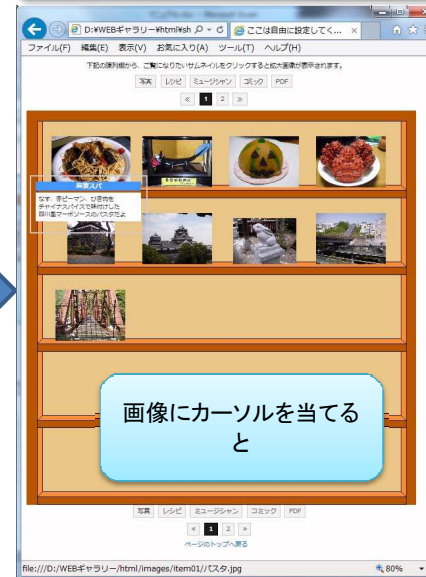 D:¥WEBギャラリー¥html¥sh
ここは自由に設定してく...
ファイル(F) 編集(E) 表示(V) お気に入り(A) ツール(T) ヘルプ(H)
下記の陳列棚から、ご覧になりたいサムネイルをクリックすると拡大画像が表示されます。
写真 レシピ ミュージシャン コミック PDF
« 1 2 »
麻婆スパ
なす、赤ピーマン、ひき肉を
チャイナスパイスで味付けした
四川風マーボソースのパスタだよ
画像にカーソルを当てる
と
写真 レシピ ミュージシャン コミック PDF
« 1 2 »
ページのトップへ戻る
file:///D:/WEBギャラリー/html/images/item01//パスタ.jpg
80%